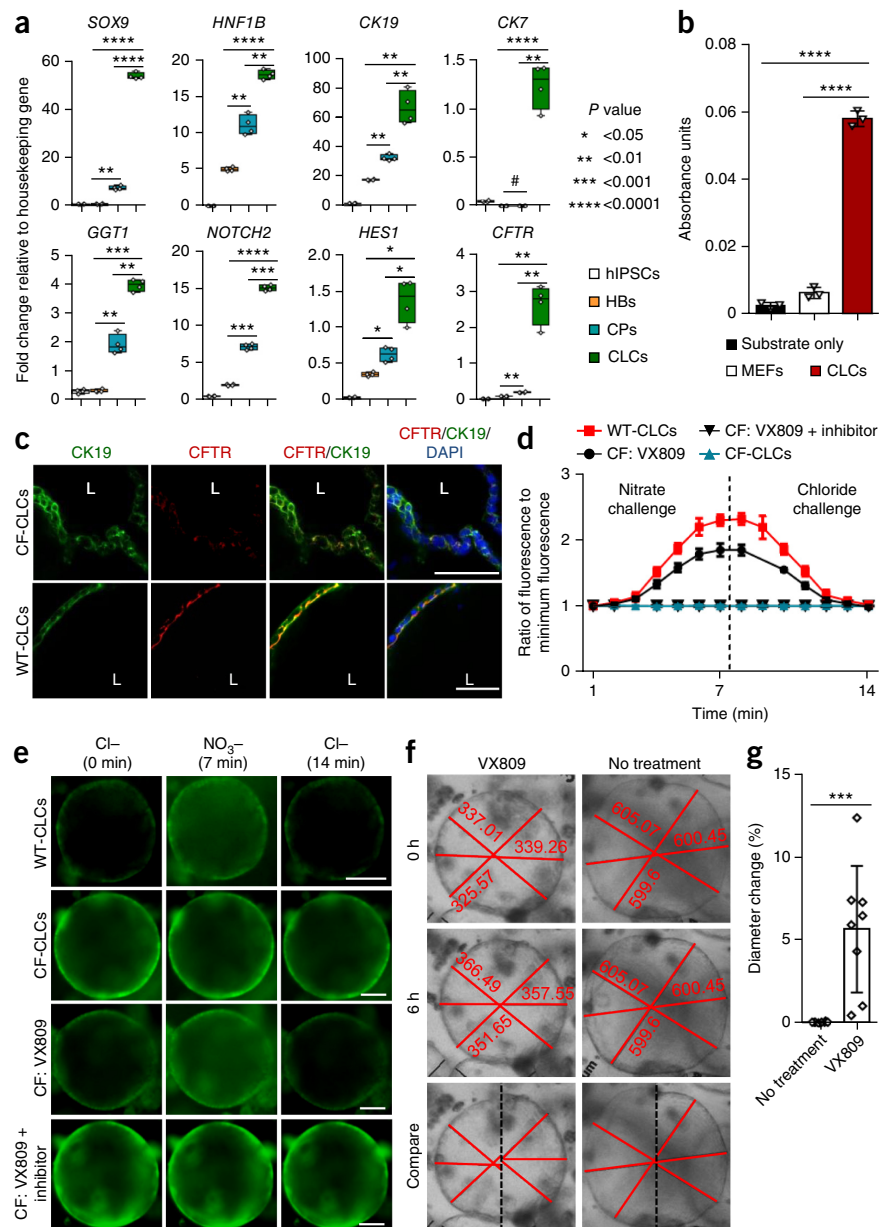 a
SOX9
HNF1B
CK19
CK7
Fold change relative to housekeeping gene
60
40
20
0
****
****
**
20
15
10
5
0
****
**
**
100
80
60
40
20
0
**
**
**
1.5
1.0
0.5
0
****
**
#
P value
* <0.05
** <0.01
*** <0.001
**** <0.0001
GGT1
NOTCH2
HES1
CFTR
5
4
3
2
1
0
***
**
**
20
15
10
5
0
****
***
***
2.0
1.5
1.0
0.5
0
*
*
*
4
3
2
1
0
**
**
**
hIPSCs
HBs
CPs
CLCs
b
Absorbance units
0.08
0.06
0.04
0.02
0
****
****
Substrate only
MEFs
CLCs
c
CK19
CFTR
CFTR/CK19
CFTR/CK19/
DAPI
CF-CLCs
L
L
L
L
WT-CLCs
L
L
L
L
d
WT-CLCs
CF: VX809 + inhibitor
CF: VX809
CF-CLCs
Ratio of fluorescence to
minimum fluorescence
3
2
1
0
Nitrate
challenge
Chloride
challenge
1
7
14
Time (min)
e
Cl–
(0 min)
NO3–
(7 min)
Cl–
(14 min)
WT-CLCs
CF-CLCs
CF: VX809
CF: VX809 +
inhibitor
f
VX809
No treatment
0 h
337.01
339.26
325.57
605.07
600.45
599.6
6 h
366.49
357.55
351.65
605.07
600.45
599.6
um
Compare
g
Diameter change (%)
15
10
5
0
***
No treatment
VX809